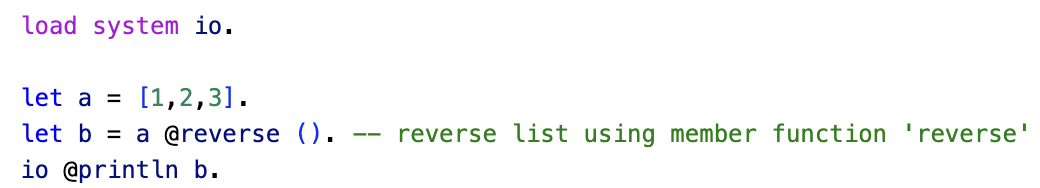 load system io.
let a = [1,2,3].
let b = a @reverse (). -- reverse list using member function 'reverse'
io @println b.